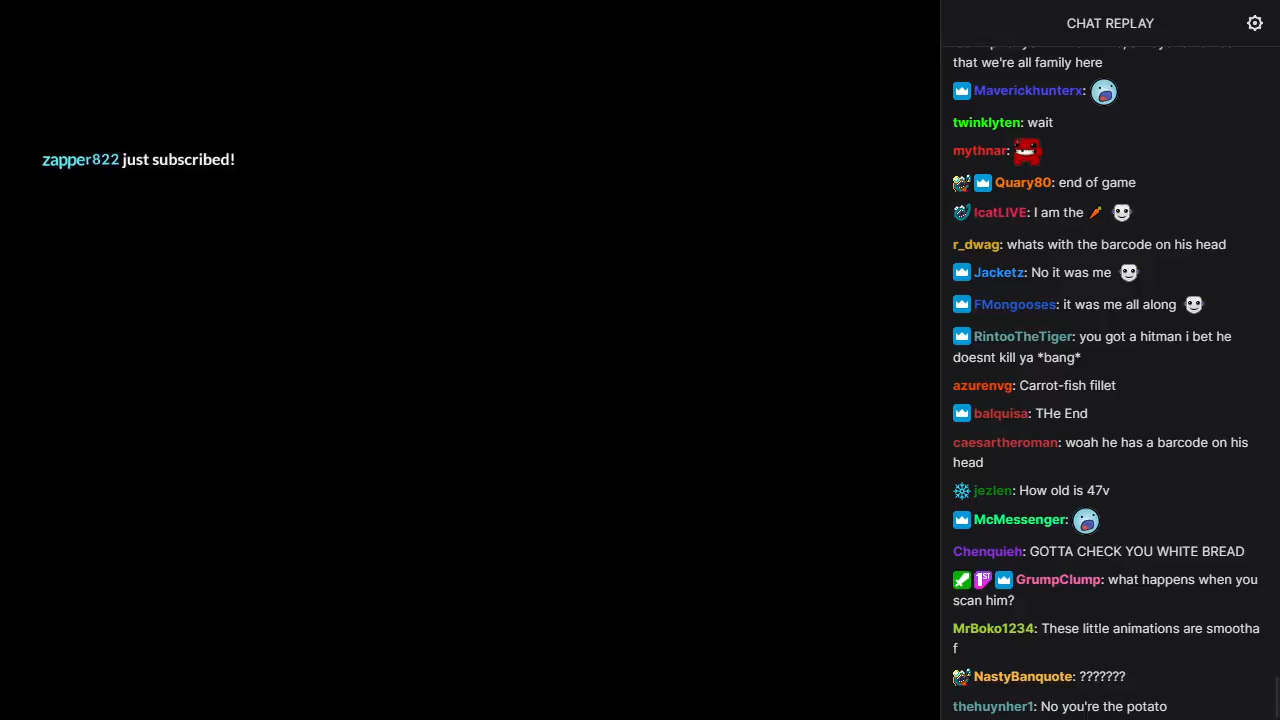 CHAT REPLAY
that we're all family here
Maverickhunterx:
twinklyten: wait
zapper822 just subscribed!
mythnar:
Quary80: end of game
IcatLIVE: I am the
r_dwag: whats with the barcode on his head
Jacketz: No it was me
FMongooses: it was me all along
RintooTheTiger: you got a hitman i bet he
doesnt kill ya *bang*
azurenvg: Carrot-fish fillet
balquisa: THe End
caesartheroman: woah he has a barcode on his
head
jezlen: How old is 47v
McMessenger:
Chenquieh: GOTTA CHECK YOU WHITE BREAD
1ST GrumpClump: what happens when you
scan him?
MrBoko1234: These little animations are smootha
f
NastyBanquote: ???????
thehuynher1: No you're the potato